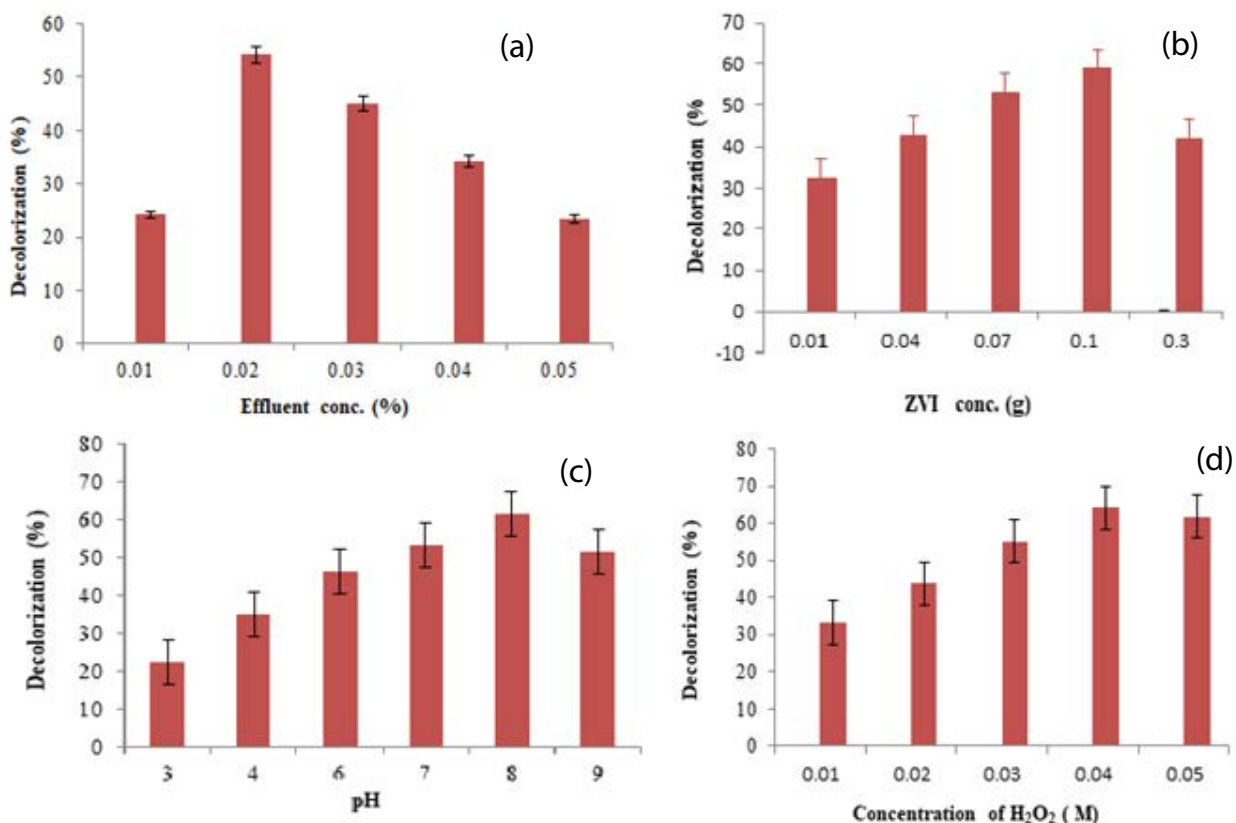 (a)
Decolorization (%)
60
50
40
30
20
10
0
0.01 0.02 0.03 0.04 0.05
Effluent conc. (%)
(b)
Decolorization (%
70
60
50
40
30
20
10
0
-10
0.01 0.04 0.07 0.1 0.3
ZVI conc. (g)
(c)
Decolorization (%)
80
70
60
50
40
30
20
10
0
3 4 6 7 8 9
pH
(d)
Decolorization (%)
80
70
60
50
40
30
20
10
0
0.01 0.02 0.03 0.04 0.05
Concentration of H₂O₂ ( M)